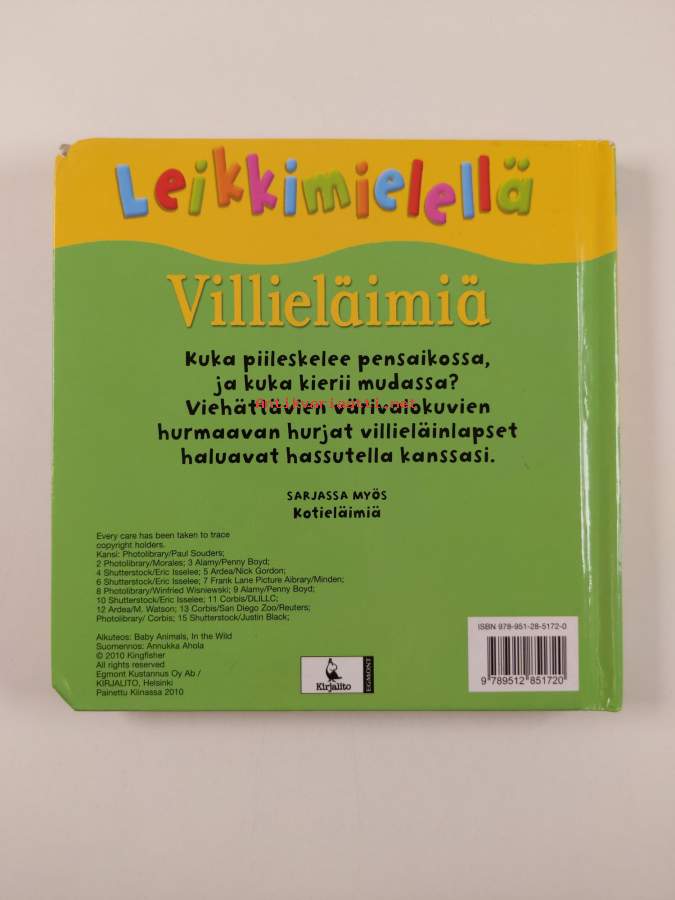 Leikkimielellä
Villieläimiä
Kuka piileskelee pensaikossa,
ja kuka kierii mudassa?
Viehättävien värivalokuvien
Antikvariaatit.net
hurmaavan hurjat villieläinlapset
haluavat hassutella kanssasi.
SARJASSA MYÖS
Kotieläimiä
Every care has been taken to trace
copyright holders.
Kansi: Photolibrary/Paul Souders;
2 Photolibrary/Morales; 3 Alamy/Penny Boyd;
4 Shutterstock/Eric Isselee; 5 Ardea/Nick Gordon;
6 Shutterstock/Eric Isselee; 7 Frank Lane Picture Aibrary/Minden;
8 Photolibrary/Winfried Wisniewski; 9 Alamy/Penny Boyd;
10 Shutterstock/Eric Isselee; 11 Corbis/DLILLC;
12 Ardea/M. Watson; 13 Corbis/San Diego Zoo/Reuters;
Photolibrary/ Corbis; 15 Shutterstock/Justin Black;
Alkuteos: Baby Animals, In the Wild
Suomennos: Annukka Ahola
© 2010 Kingfisher
All rights reserved
Egmont Kustannus Oy Ab /
KIRJALITO, Helsinki
Painettu Kiinassa 2010
Kirjalito
EGMONT
ISBN 978-951-28-5172-0
9 789512 851720